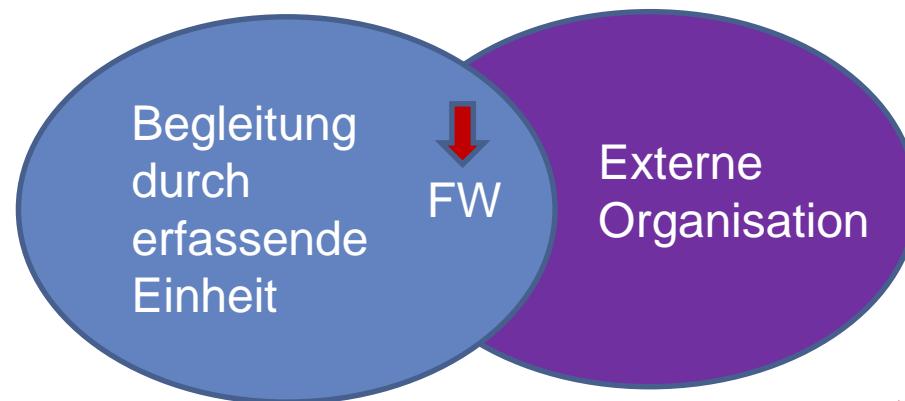 Begleitung
durch
erfassende
Einheit
FW
Externe
Organisation